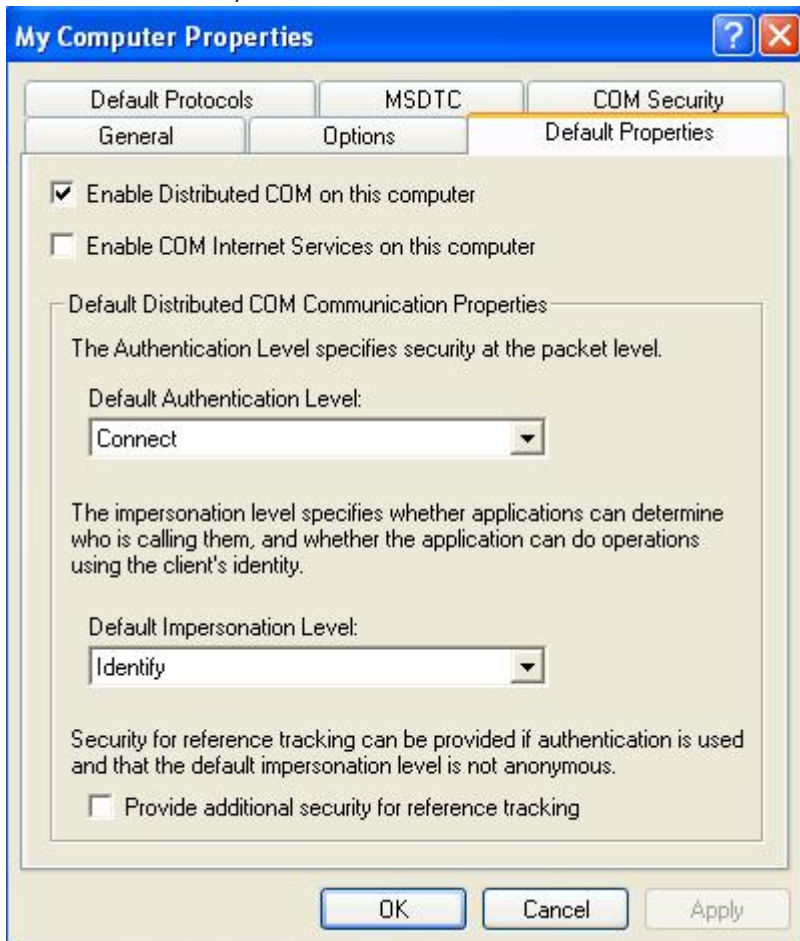 My Computer Properties
Default Protocols MSDTC COM Security
General Options Default Properties
Enable Distributed COM on this computer
Enable COM Internet Services on this computer
Default Distributed COM Communication Properties
The Authentication Level specifies security at the packet level.
Default Authentication Level:
Connect
The impersonation level specifies whether applications can determine
who is calling them, and whether the application can do operations
using the client's identity.
Default Impersonation Level:
Identify
Security for reference tracking can be provided if authentication is used
and that the default impersonation level is not anonymous.
Provide additional security for reference tracking
OK Cancel Apply